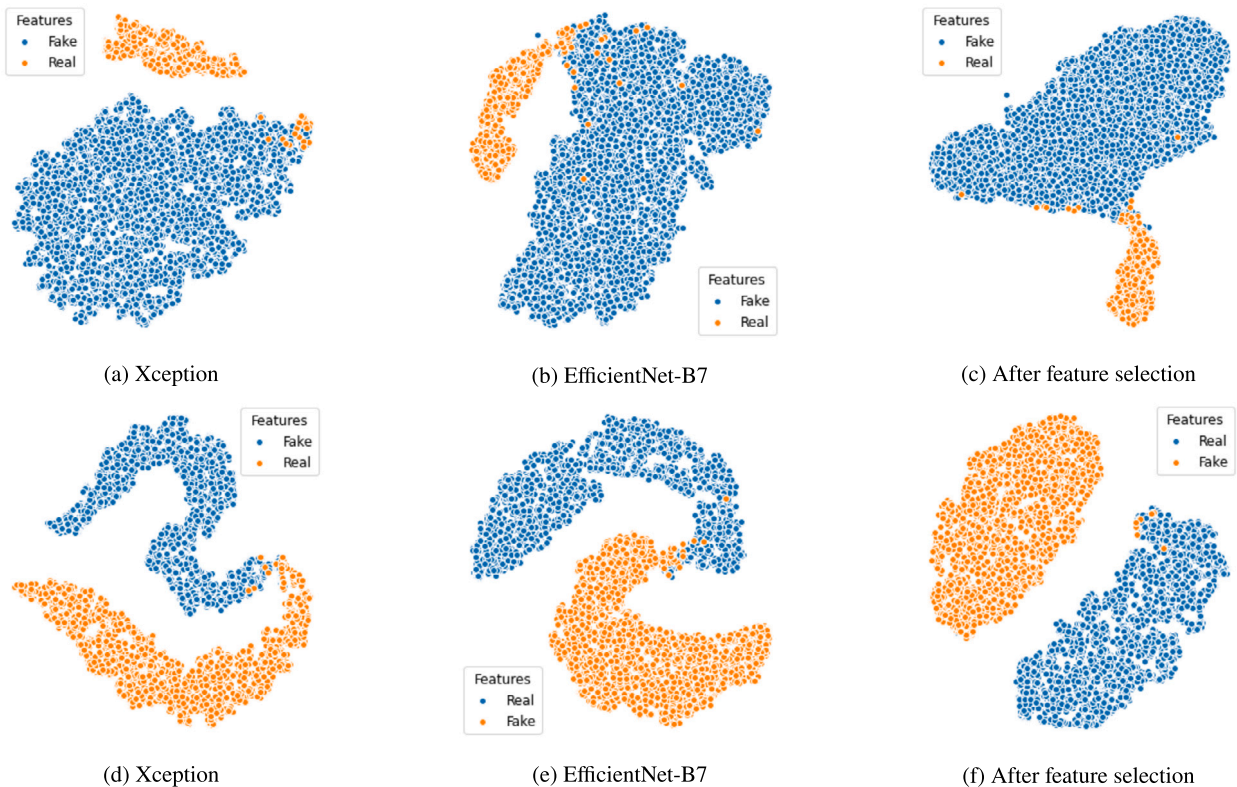 Features
Fake
Real
Features
Fake
Real
Features
Fake
Real
(a) Xception
(b) EfficientNet-B7
(c) After feature selection
Features
Fake
Real
Features
Real
Fake
Features
Real
Fake
(d) Xception
(e) EfficientNet-B7
(f) After feature selection